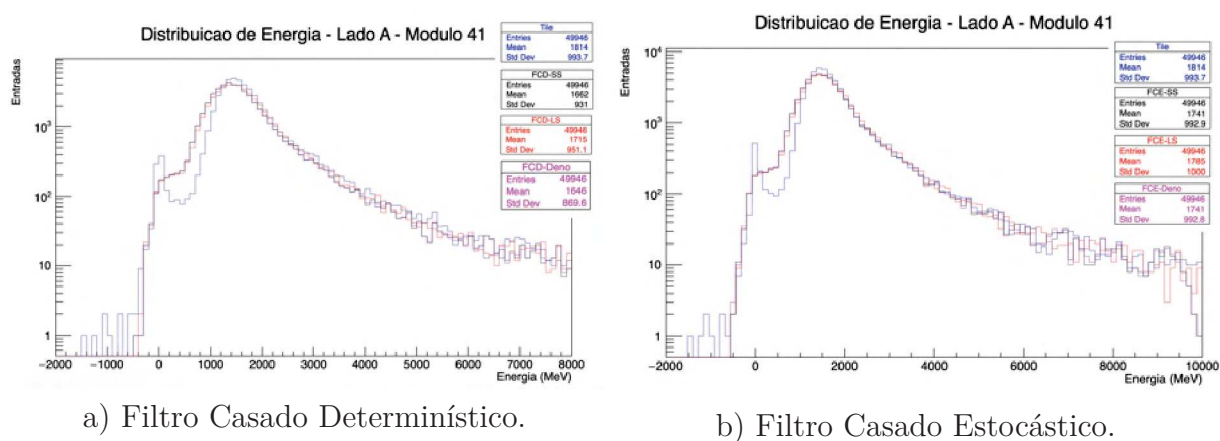 Distribuicao de Energia - Lado A - Modulo 41
Entradas
10³
10²
10
1
−2000 −1000 0 1000 2000 3000 4000 5000 6000 7000 8000
Energia (MeV)
Tile
Entries 49946
Mean 1814
Std Dev 993.7
FCD-SS
Entries 49946
Mean 1662
Std Dev 931
FCD-LS
Entries 49946
Mean 1715
Std Dev 951.1
FCD-Deno
Entries 49946
Mean 1646
Std Dev 869.6
a) Filtro Casado Determinístico.
Distribuicao de Energia - Lado A - Modulo 41
Entradas
10⁴
10³
10²
10
1
−2000 0 2000 4000 6000 8000 10000
Energia (MeV)
Tile
Entries 49946
Mean 1814
Std Dev 993.7
FCE-SS
Entries 49946
Mean 1741
Std Dev 992.9
FCE-LS
Entries 49946
Mean 1785
Std Dev 1000
FCE-Deno
Entries 49946
Mean 1741
Std Dev 992.8
b) Filtro Casado Estocástico.